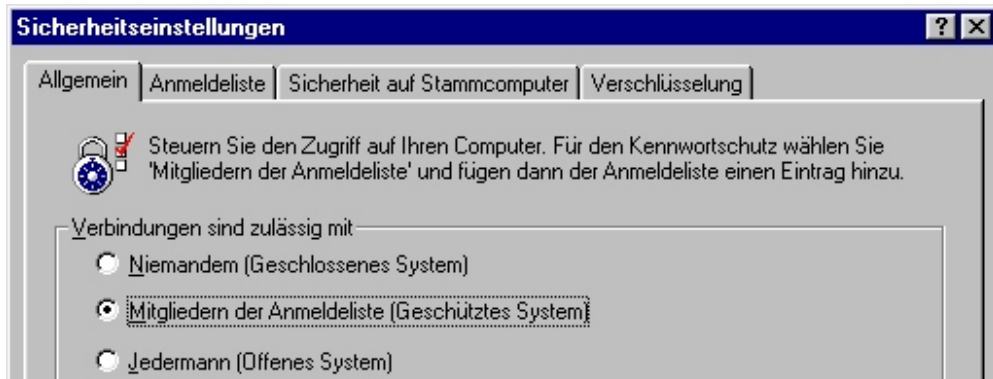 Sicherheitseinstellungen
Allgemein Anmeldeliste Sicherheit auf Stammcomputer Verschlüsselung
Steuern Sie den Zugriff auf Ihren Computer. Für den Kennwortschutz wählen Sie
'Mitgliedern der Anmeldeliste' und fügen dann der Anmeldeliste einen Eintrag hinzu.
Verbindungen sind zulässig mit
Niemandem (Geschlossenes System)
Mitgliedern der Anmeldeliste (Geschütztes System)
Jedermann (Offenes System)